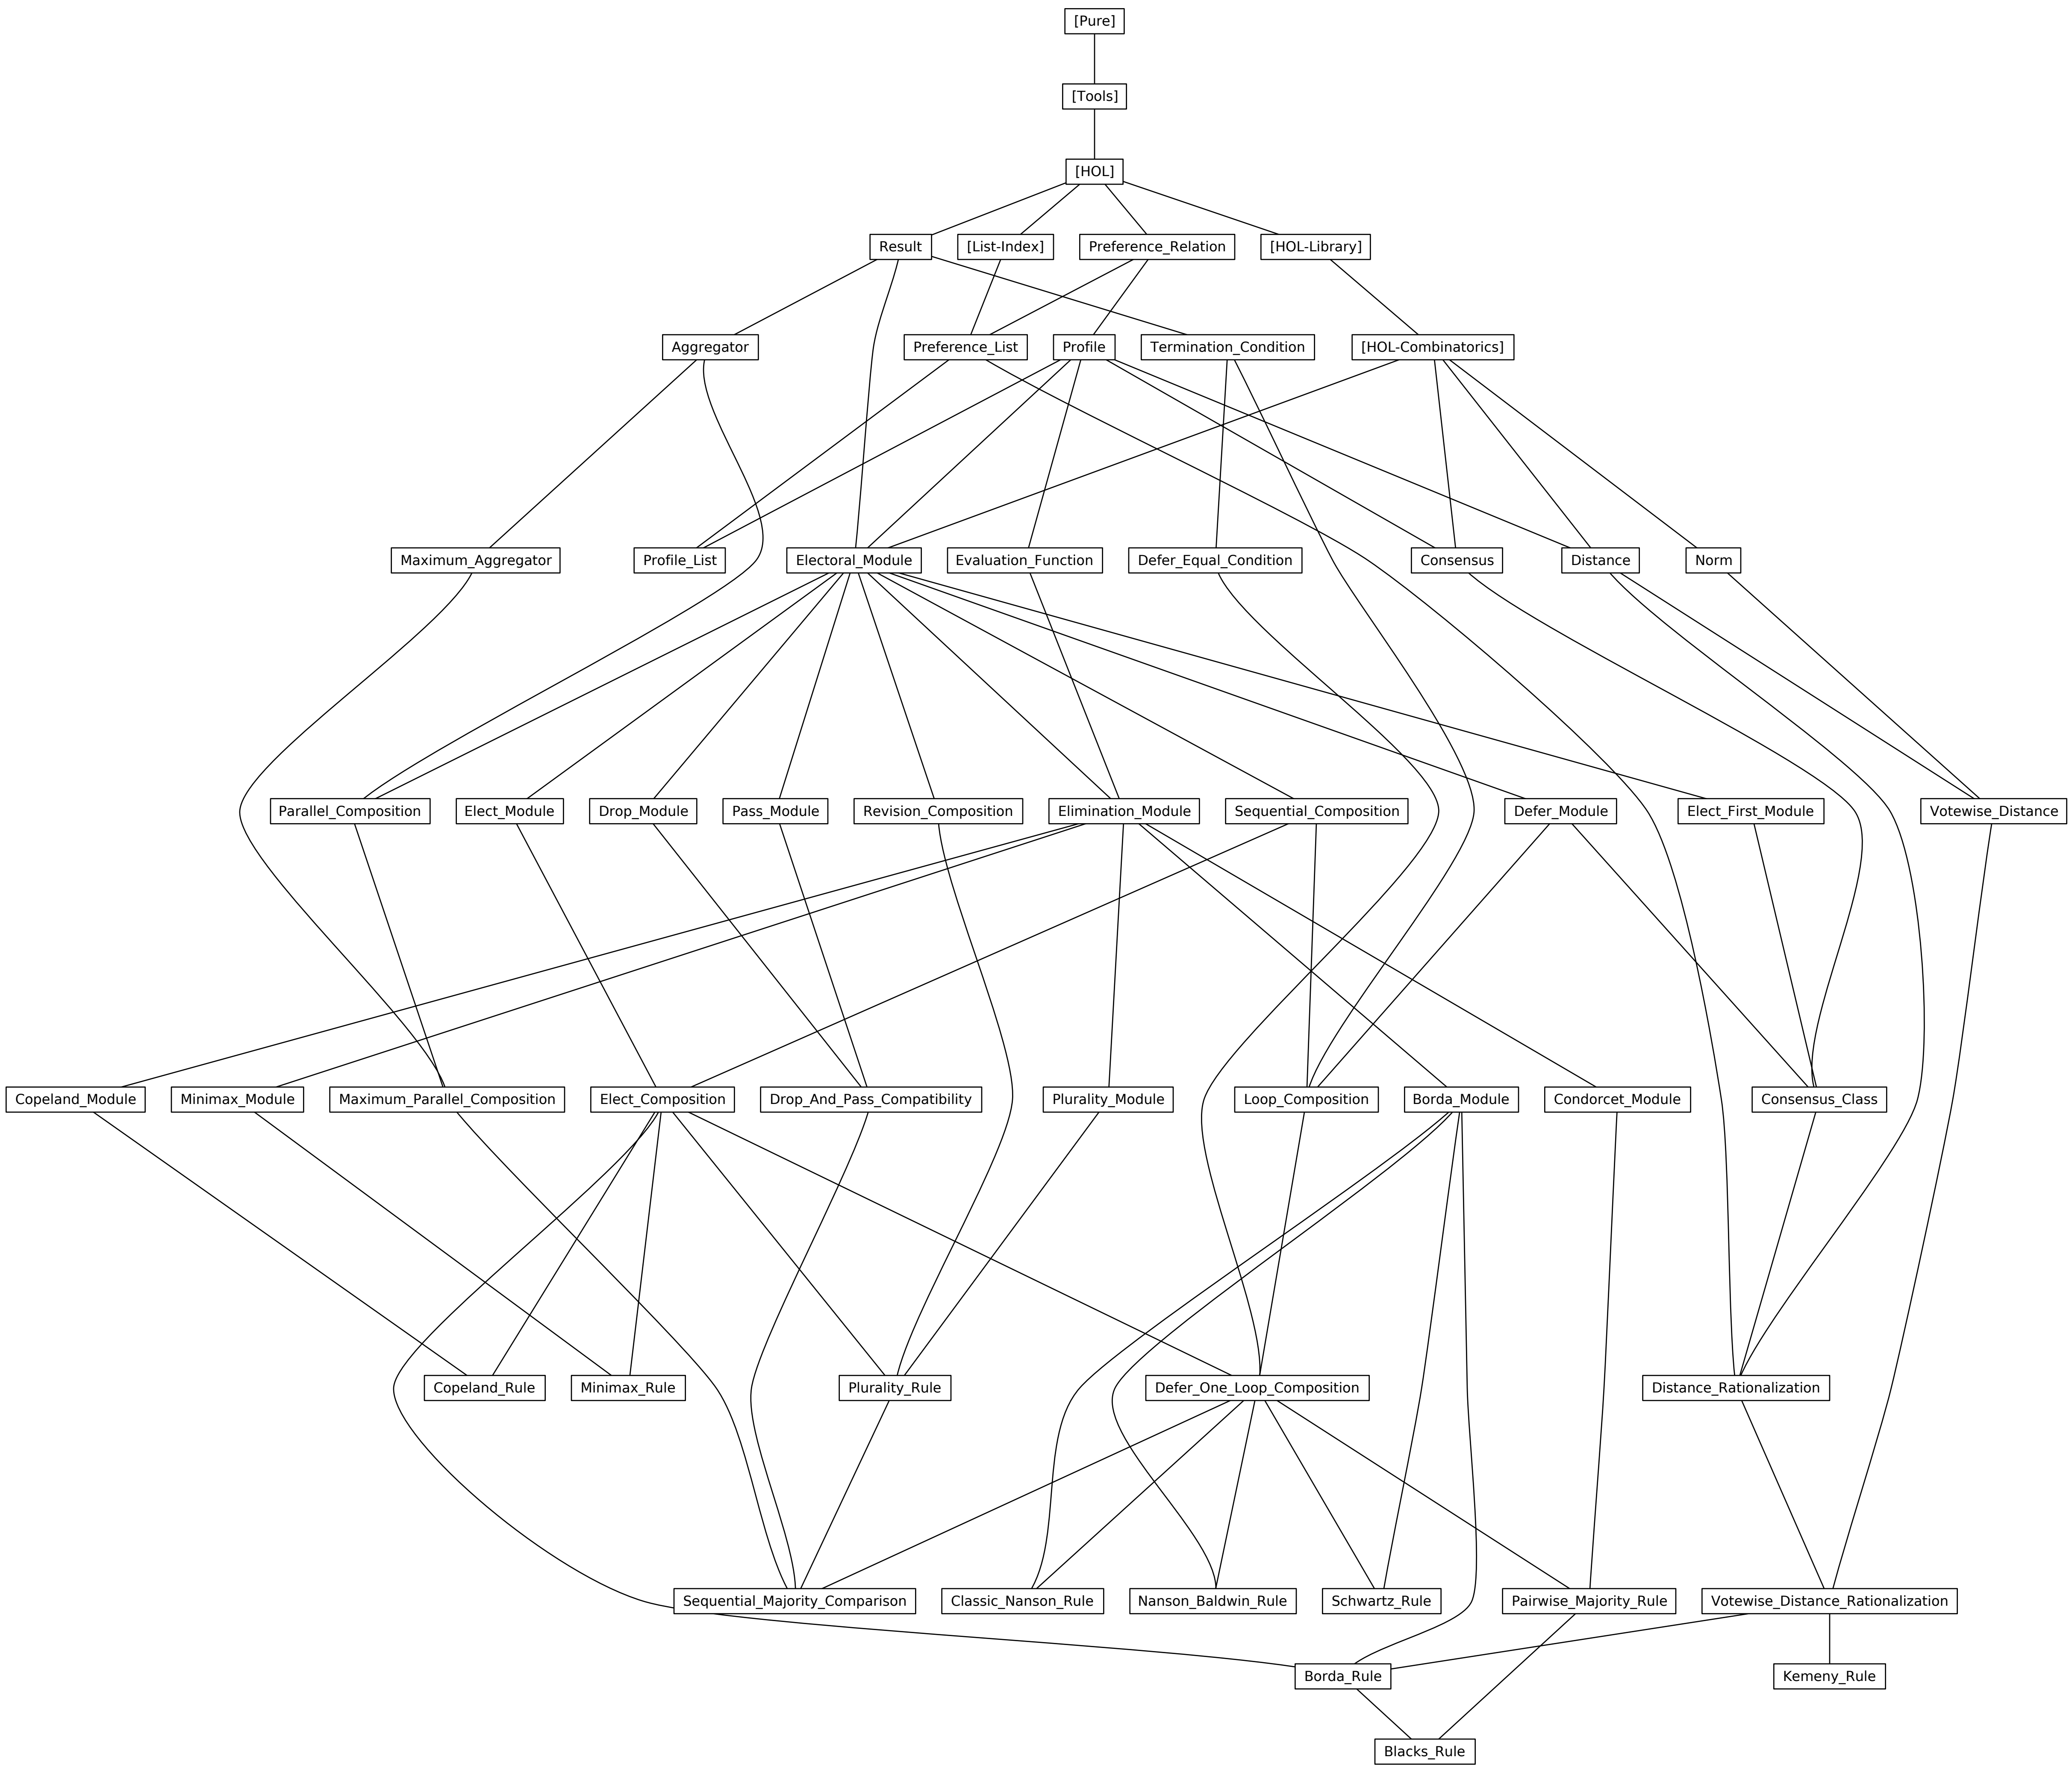 [Pure]
[Tools]
[HOL]
Result
[List-Index]
Preference_Relation
[HOL-Library]
Aggregator
Preference_List
Profile
Termination_Condition
[HOL-Combinatorics]
Maximum_Aggregator
Profile_List
Electoral_Module
Evaluation_Function
Defer_Equal_Condition
Consensus
Distance
Norm
Parallel_Composition
Elect_Module
Drop_Module
Pass_Module
Revision_Composition
Elimination_Module
Sequential_Composition
Defer_Module
Elect_First_Module
Votewise_Distance
Copeland_Module
Minimax_Module
Maximum_Parallel_Composition
Elect_Composition
Drop_And_Pass_Compatibility
Plurality_Module
Loop_Composition
Borda_Module
Condorcet_Module
Consensus_Class
Copeland_Rule
Minimax_Rule
Plurality_Rule
Defer_One_Loop_Composition
Distance_Rationalization
Sequential_Majority_Comparison
Classic_Nanson_Rule
Nanson_Baldwin_Rule
Schwartz_Rule
Pairwise_Majority_Rule
Votewise_Distance_Rationalization
Borda_Rule
Kemeny_Rule
Blacks_Rule